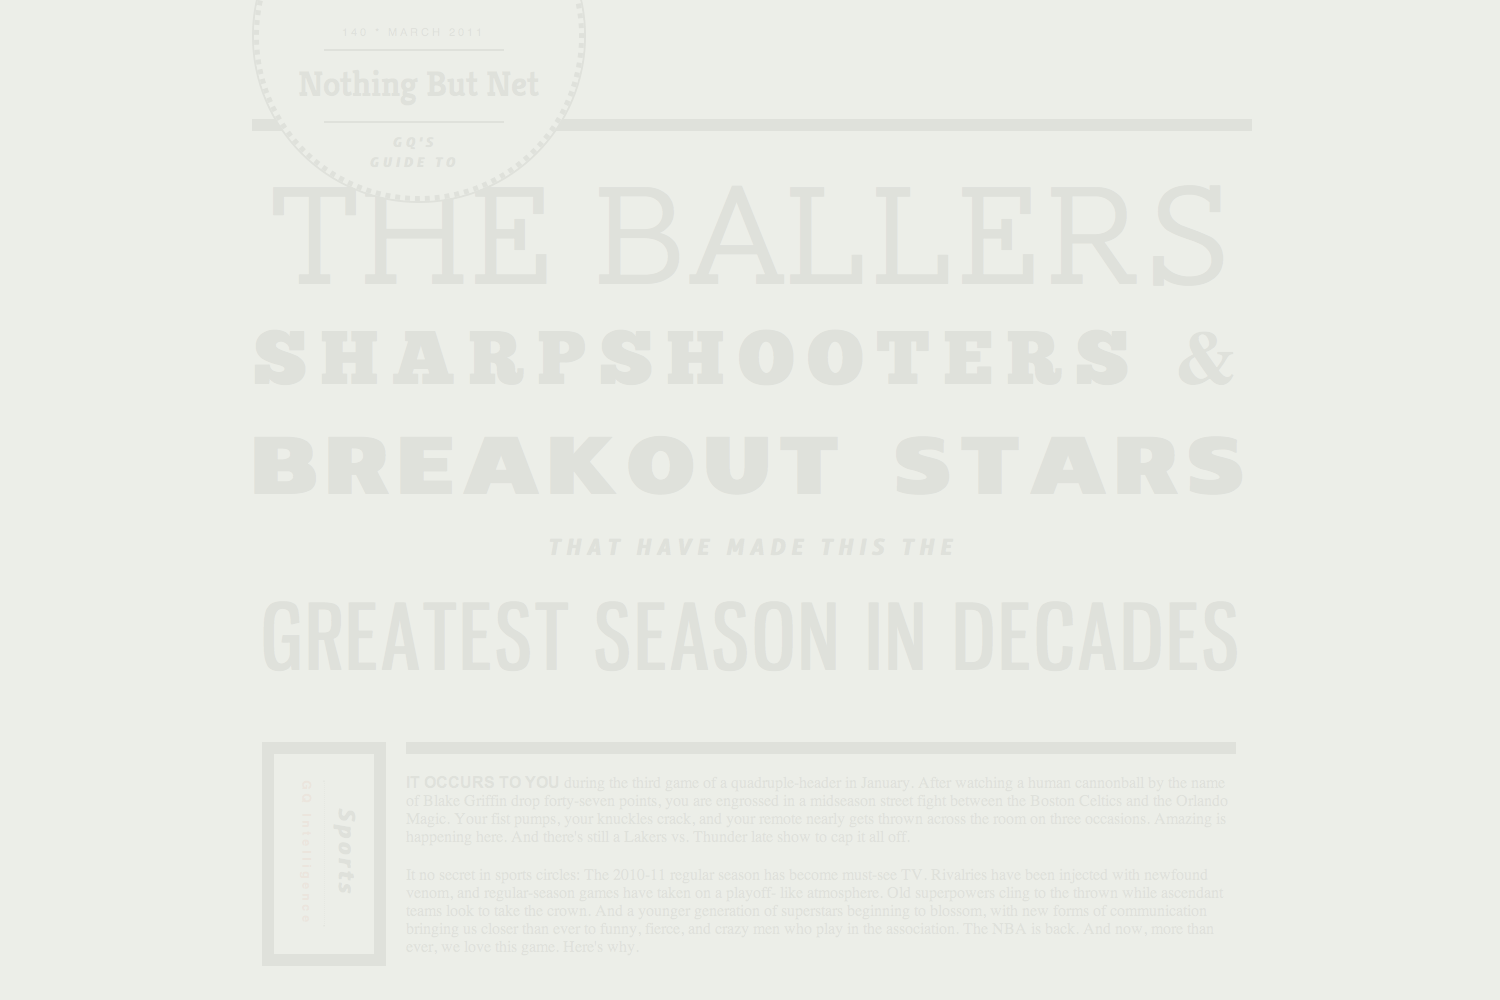 140 * MARCH 2011
Nothing But Net
GQ'S
GUIDE TO
THE BALLERS
SHARPSHOOTERS &
BREAKOUT STARS
THAT HAVE MADE THIS THE
GREATEST SEASON IN DECADES
Sports
GQ Intelligence
IT OCCURS TO YOU during the third game of a quadruple-header in January. After watching a human cannonball by the name
of Blake Griffin drop forty-seven points, you are engrossed in a midseason street fight between the Boston Celtics and the Orlando
Magic. Your fist pumps, your knuckles crack, and your remote nearly gets thrown across the room on three occasions. Amazing is
happening here. And there's still a Lakers vs. Thunder late show to cap it all off.
It no secret in sports circles: The 2010-11 regular season has become must-see TV. Rivalries have been injected with newfound
venom, and regular-season games have taken on a playoff- like atmosphere. Old superpowers cling to the thrown while ascendant
teams look to take the crown. And a younger generation of superstars beginning to blossom, with new forms of communication
bringing us closer than ever to funny, fierce, and crazy men who play in the association. The NBA is back. And now, more than
ever, we love this game. Here's why.